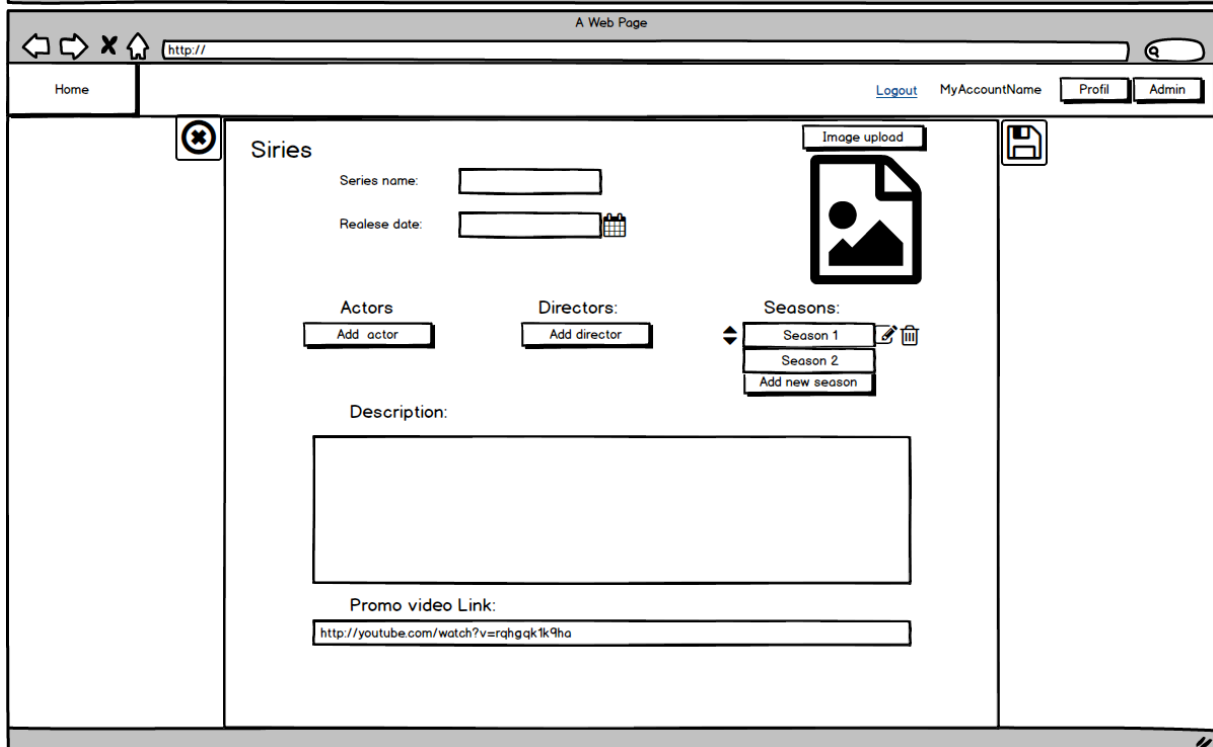 A Web Page
http://
Home
Logout
MyAccountName
Profil
Admin
Siries
Image upload
Series name:
Realese date:
Actors
Directors:
Seasons:
Add actor
Add director
Season 1
Season 2
Add new season
Description:
Promo video Link:
http://youtube.com/watch?v=rqhgqk1k9ha